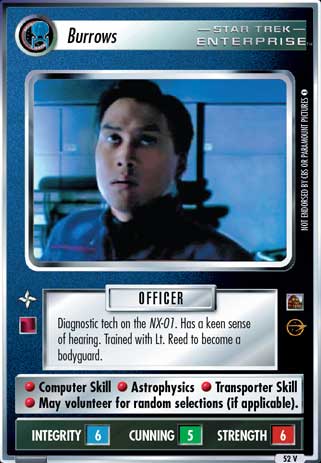 Burrows
STAR TREK
ENTERPRISE™
NOT ENDORSED BY CBS OR PARAMOUNT PICTURES
OFFICER
Diagnostic tech on the NX-01. Has a keen sense
of hearing. Trained with Lt. Reed to become a
bodyguard.
Computer Skill Astrophysics Transporter Skill
May volunteer for random selections (if applicable).
INTEGRITY 6 CUNNING 5 STRENGTH 6
52 V